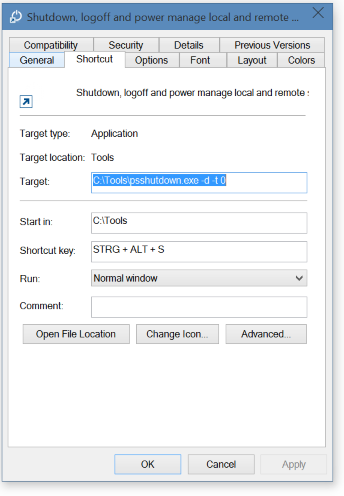 Shutdown, logoff and power manage local and remote ...
Compatibility Security Details Previous Versions
General Shortcut Options Font Layout Colors
Shutdown, logoff and power manage local and remote s
Target type: Application
Target location: Tools
Target: C:\Tools\psshutdown.exe -d -t 0
Start in: C:\Tools
Shortcut key: STRG + ALT + S
Run: Normal window
Comment:
Open File Location Change Icon... Advanced...
OK Cancel Apply